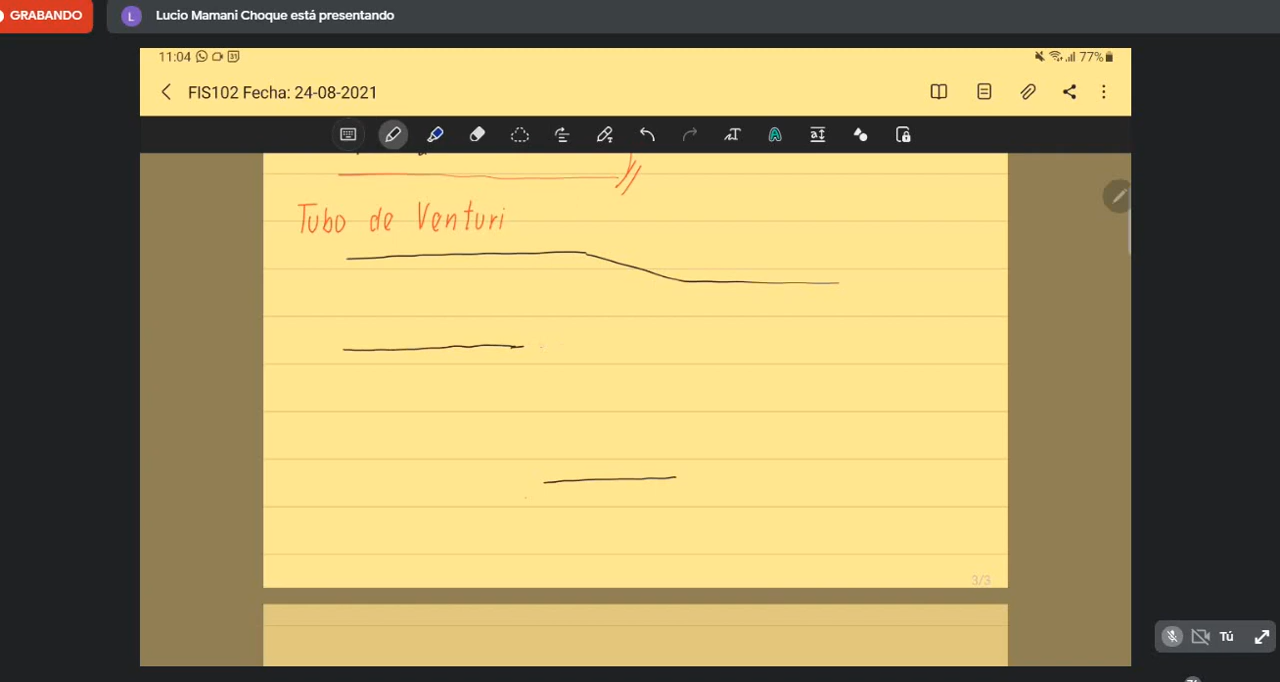 GRABANDO
L Lucio Mamani Choque está presentando
11:04 31 77%
FIS102 Fecha: 24-08-2021
Tubo de Venturi
3/3
Tú